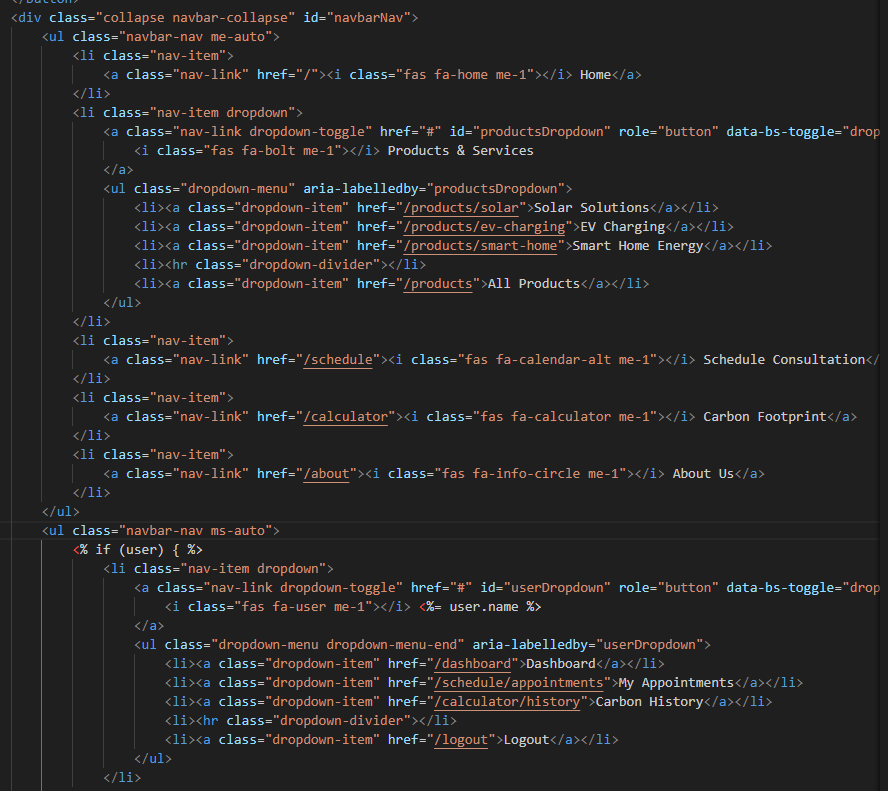 </button>
<div class="collapse navbar-collapse" id="navbarNav">
<ul class="navbar-nav me-auto">
<li class="nav-item">
<a class="nav-link" href="/"><i class="fas fa-home me-1"></i> Home</a>
</li>
<li class="nav-item dropdown">
<a class="nav-link dropdown-toggle" href="#" id="productsDropdown" role="button" data-bs-toggle="drop
<i class="fas fa-bolt me-1"></i> Products & Services
</a>
<ul class="dropdown-menu" aria-labelledby="productsDropdown">
<li><a class="dropdown-item" href="/products/solar">Solar Solutions</a></li>
<li><a class="dropdown-item" href="/products/ev-charging">EV Charging</a></li>
<li><a class="dropdown-item" href="/products/smart-home">Smart Home Energy</a></li>
<li><hr class="dropdown-divider"></li>
<li><a class="dropdown-item" href="/products">All Products</a></li>
</ul>
</li>
<li class="nav-item">
<a class="nav-link" href="/schedule"><i class="fas fa-calendar-alt me-1"></i> Schedule Consultation</
</li>
<li class="nav-item">
<a class="nav-link" href="/calculator"><i class="fas fa-calculator me-1"></i> Carbon Footprint</a>
</li>
<li class="nav-item">
<a class="nav-link" href="/about"><i class="fas fa-info-circle me-1"></i> About Us</a>
</li>
</ul>
<ul class="navbar-nav ms-auto">
<% if (user) { %>
<li class="nav-item dropdown">
<a class="nav-link dropdown-toggle" href="#" id="userDropdown" role="button" data-bs-toggle="drop
<i class="fas fa-user me-1"></i> <%= user.name %>
</a>
<ul class="dropdown-menu dropdown-menu-end" aria-labelledby="userDropdown">
<li><a class="dropdown-item" href="/dashboard">Dashboard</a></li>
<li><a class="dropdown-item" href="/schedule/appointments">My Appointments</a></li>
<li><a class="dropdown-item" href="/calculator/history">Carbon History</a></li>
<li><hr class="dropdown-divider"></li>
<li><a class="dropdown-item" href="/logout">Logout</a></li>
</ul>
</li>